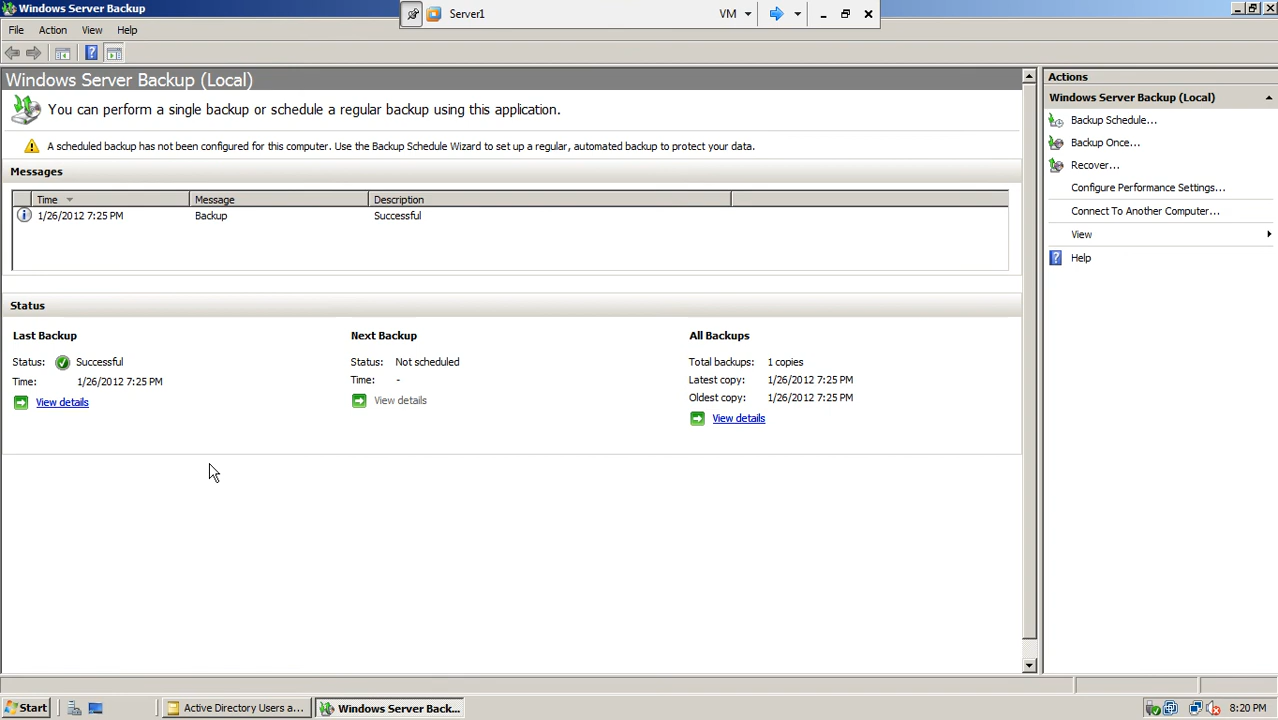 Windows Server Backup
Server1
VM
File Action View Help
Windows Server Backup (Local)
You can perform a single backup or schedule a regular backup using this application.
A scheduled backup has not been configured for this computer. Use the Backup Schedule Wizard to set up a regular, automated backup to protect your data.
Messages
Time Message Description
1/26/2012 7:25 PM Backup Successful
Status
Last Backup
Status: Successful
Time: 1/26/2012 7:25 PM
View details
Next Backup
Status: Not scheduled
Time: -
View details
All Backups
Total backups: 1 copies
Latest copy: 1/26/2012 7:25 PM
Oldest copy: 1/26/2012 7:25 PM
View details
Actions
Windows Server Backup (Local)
Backup Schedule...
Backup Once...
Recover...
Configure Performance Settings...
Connect To Another Computer...
View
Help
Start
Active Directory Users a...
Windows Server Back...
8:20 PM